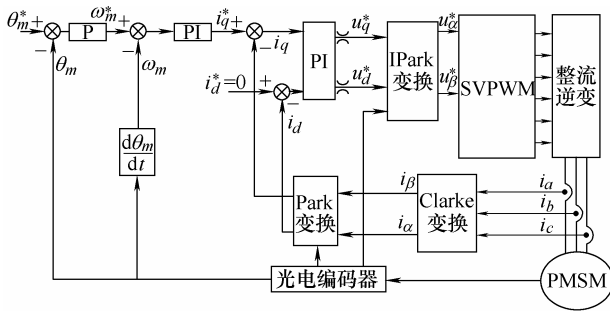 θ*m + − P ω*m + − PI i*q + − iq
θm ωm
i*d=0 + − id
PI
u*q
u*d
IPark
变换
u*α
u*β
SVPWM
整流
逆变
dθm
dt
Park
变换
iβ
iα
Clarke
变换
ia
ib
ic
光电编码器
PMSM